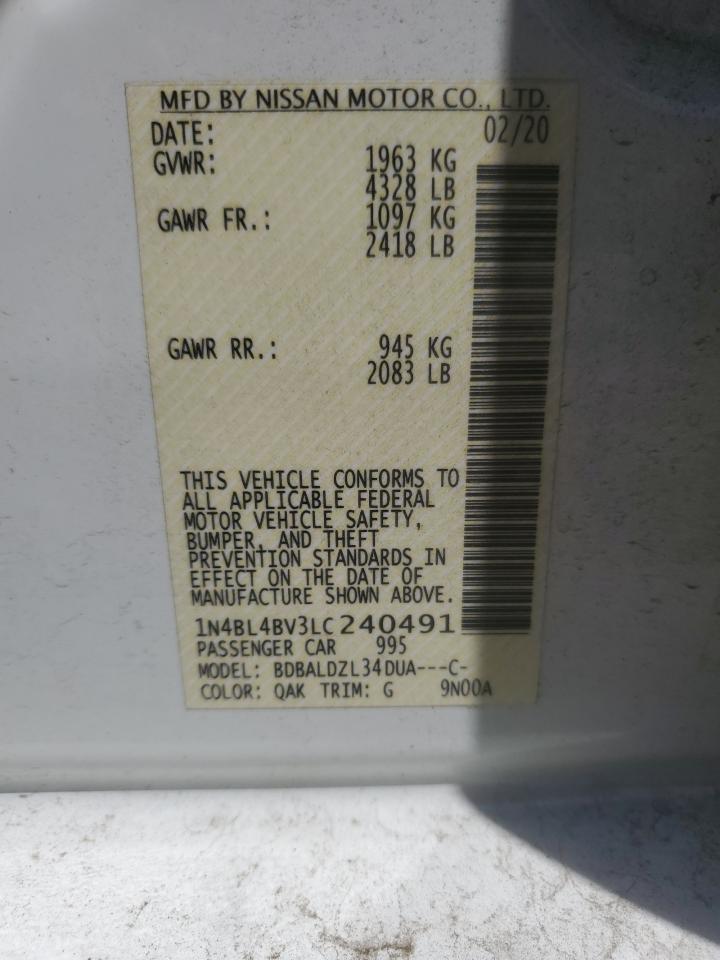 MFD BY NISSAN MOTOR CO., LTD.
DATE: 02/20
GVWR: 1963 KG
4328 LB
GAWR FR.: 1097 KG
2418 LB
GAWR RR.: 945 KG
2083 LB
THIS VEHICLE CONFORMS TO
ALL APPLICABLE FEDERAL
MOTOR VEHICLE SAFETY,
BUMPER, AND THEFT
PREVENTION STANDARDS IN
EFFECT ON THE DATE OF
MANUFACTURE SHOWN ABOVE.
1N4BL4BV3LC240491
PASSENGER CAR 995
MODEL: BDBALDZL34DUA---C-
COLOR: QAK TRIM: G 9N00A